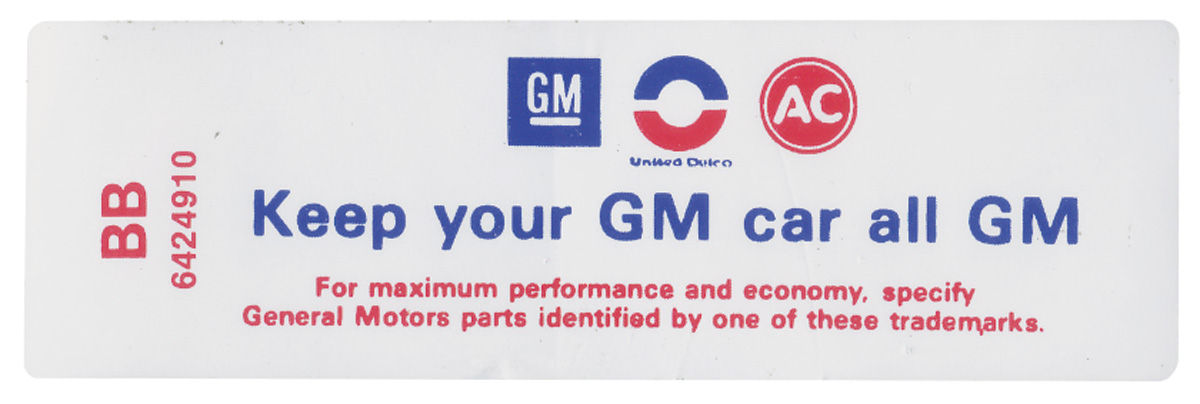 BB
6424910
GM
United Delco
AC
Keep your GM car all GM
For maximum performance and economy, specify
General Motors parts identified by one of these trademarks.